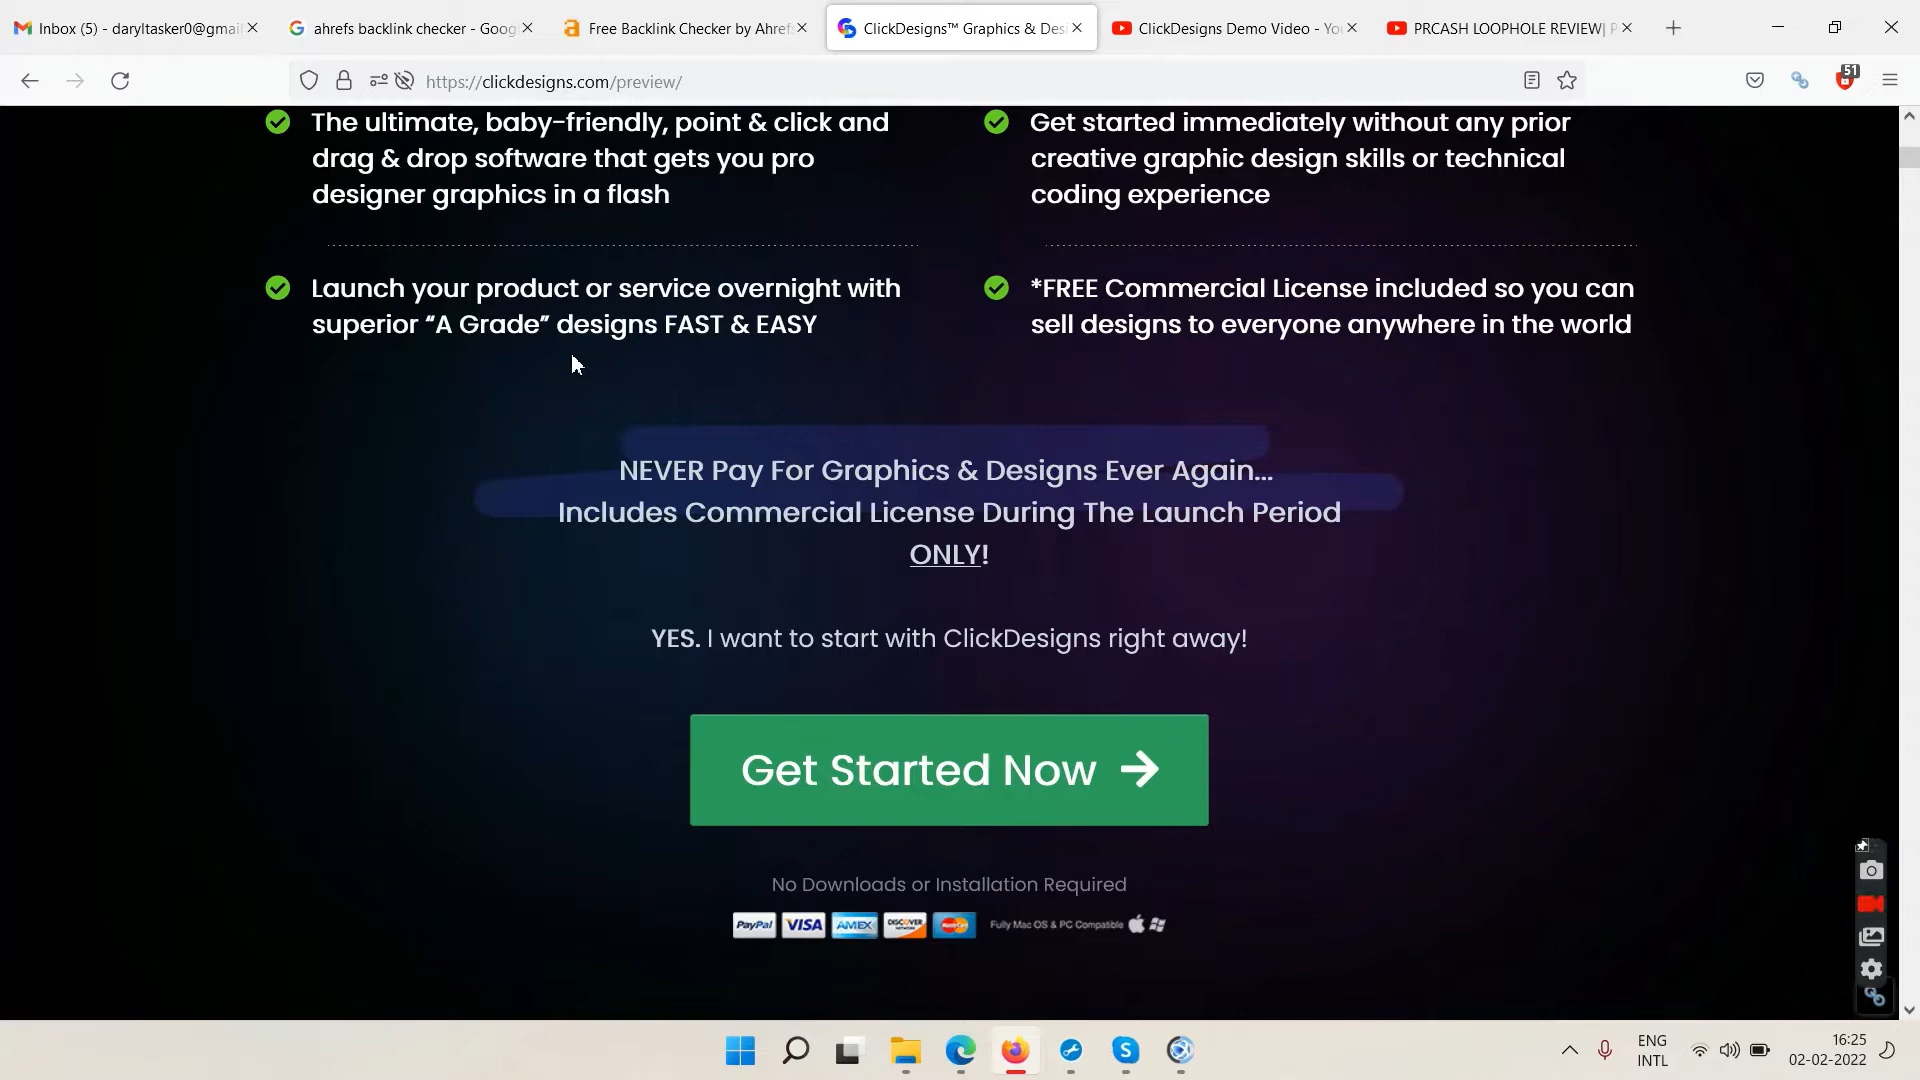 Inbox (5) - daryltasker0@gmai
ahrefs backlink checker - Goog
Free Backlink Checker by Ahrefs
ClickDesigns™ Graphics & Desi
ClickDesigns Demo Video - Yo
PRCASH LOOPHOLE REVIEW| P
https://clickdesigns.com/preview/
51
The ultimate, baby-friendly, point & click and
drag & drop software that gets you pro
designer graphics in a flash
Get started immediately without any prior
creative graphic design skills or technical
coding experience
Launch your product or service overnight with
superior “A Grade” designs FAST & EASY
*FREE Commercial License included so you can
sell designs to everyone anywhere in the world
NEVER Pay For Graphics & Designs Ever Again...
Includes Commercial License During The Launch Period
ONLY!
YES. I want to start with ClickDesigns right away!
Get Started Now
No Downloads or Installation Required
PayPal VISA AMEX DISCOVER MasterCard Fully Mac OS & PC Compatible
ENG
INTL
16:25
02-02-2022